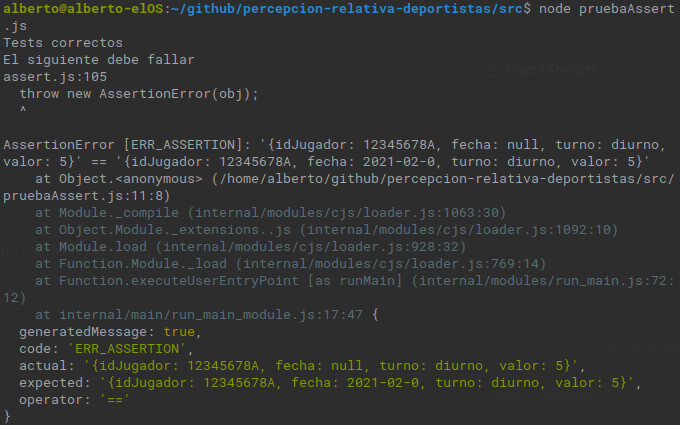 alberto@alberto-elOS:~/github/percepcion-relativa-deportistas/src$ node pruebaAssert
.js
Tests correctos
El siguiente debe fallar
assert.js:105
  throw new AssertionError(obj);
  ^

AssertionError [ERR_ASSERTION]: '{idJugador: 12345678A, fecha: null, turno: diurno,
valor: 5}' == '{idJugador: 12345678A, fecha: 2021-02-0, turno: diurno, valor: 5}'
    at Object.<anonymous> (/home/alberto/github/percepcion-relativa-deportistas/src/
pruebaAssert.js:11:8)
    at Module._compile (internal/modules/cjs/loader.js:1063:30)
    at Object.Module._extensions..js (internal/modules/cjs/loader.js:1092:10)
    at Module.load (internal/modules/cjs/loader.js:928:32)
    at Function.Module._load (internal/modules/cjs/loader.js:769:14)
    at Function.executeUserEntryPoint [as runMain] (internal/modules/run_main.js:72:
12)
    at internal/main/run_main_module.js:17:47 {
  generatedMessage: true,
  code: 'ERR_ASSERTION',
  actual: '{idJugador: 12345678A, fecha: null, turno: diurno, valor: 5}',
  expected: '{idJugador: 12345678A, fecha: 2021-02-0, turno: diurno, valor: 5}',
  operator: '=='
}
Staged Changes